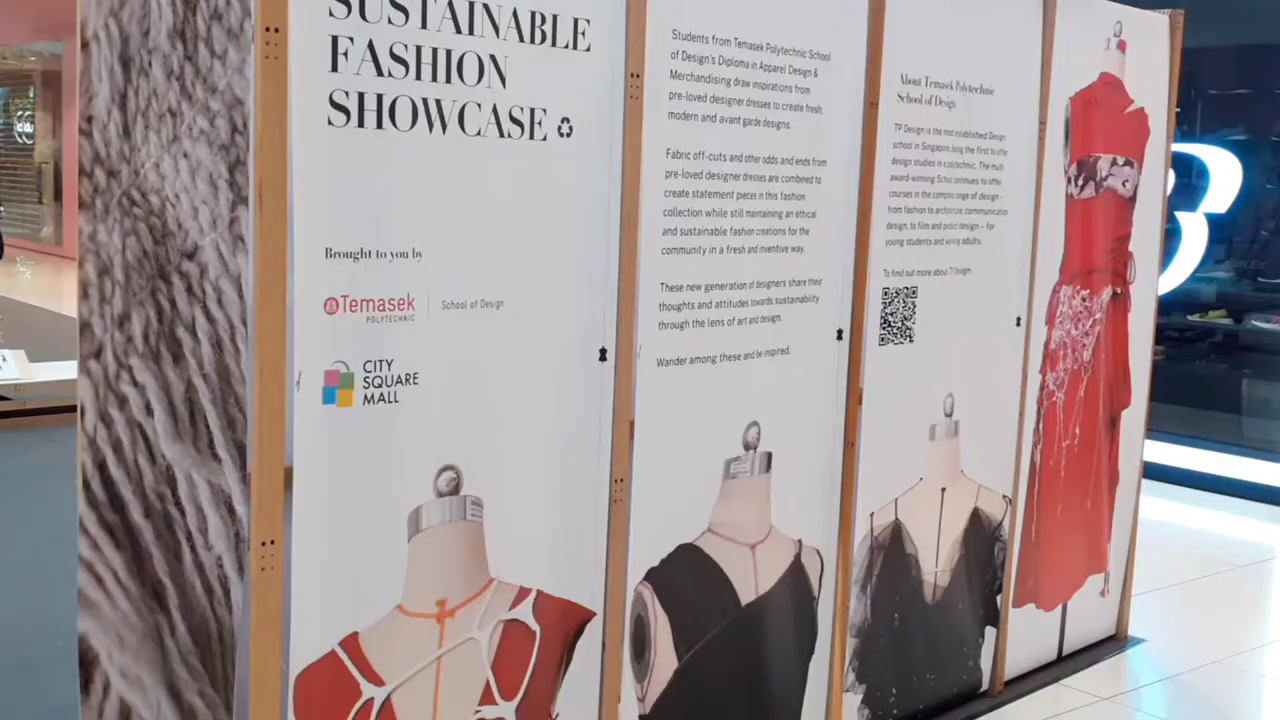 SUSTAINABLE
FASHION
SHOWCASE
Brought to you by
Temasek
POLYTECHNIC
School of Design
CITY
SQUARE
MALL
Students from Temasek Polytechnic School
of Design's Diploma in Apparel Design &
Merchandising draw inspirations from
pre-loved designer dresses to create fresh,
modern and avant garde designs.
Fabric off-cuts and other odds and ends from
pre-loved designer dresses are combined to
create statement pieces in this fashion
collection while still maintaining an ethical
and sustainable fashion creations for the
community in a fresh and inventive way.
These new generation of designers share their
thoughts and attitudes towards sustainability
through the lens of art and design.
Wander among these and be inspired.
About Temasek Polytechnic
School of Design
TP Design is the most established Design
school in Singapore, being the first to offer
design studies in a polytechnic. The multi
award-winning School continues to offer
courses in the complete range of design -
from fashion to architecture, communication
design, to film and product design – for
young students and working adults.
To find out more about TP Design: